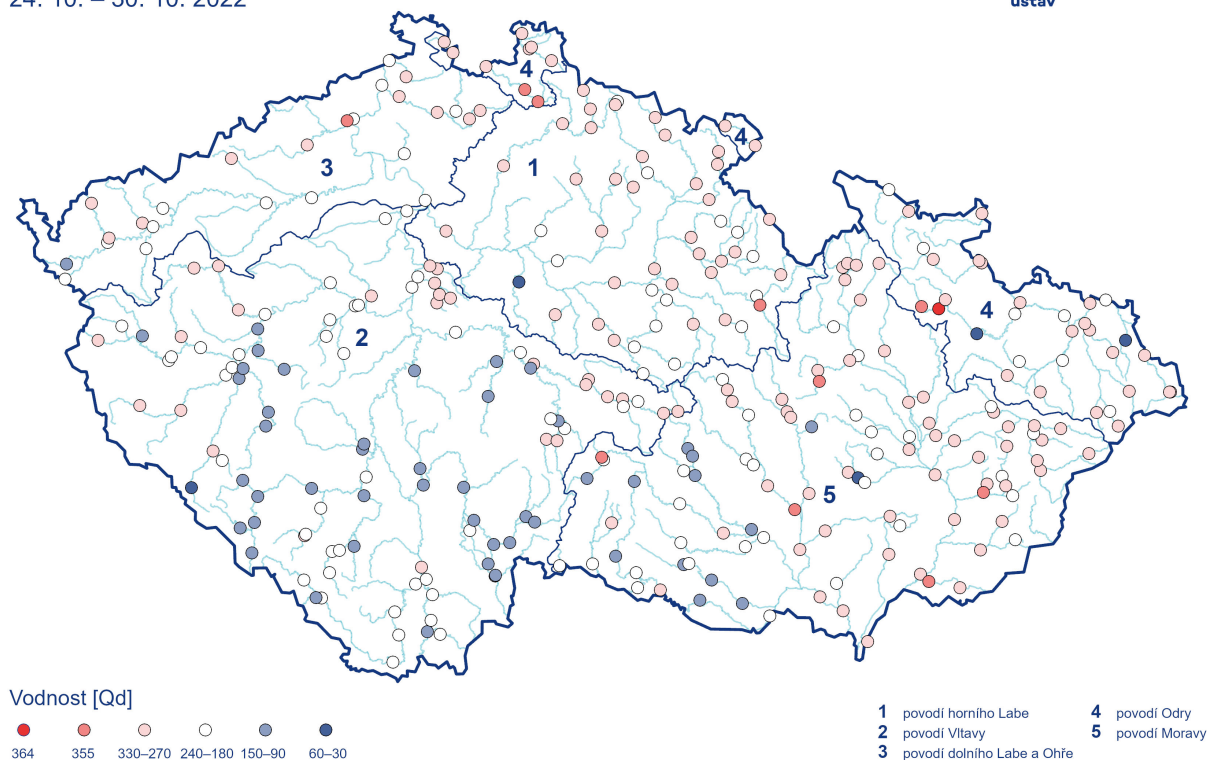 24. 10. – 30. 10. 2022
ústav
4
4
3
1
4
2
5
Vodnost [Qd]
364 355 330–270 240–180 150–90 60–30
1 povodí horního Labe
2 povodí Vltavy
3 povodí dolního Labe a Ohře
4 povodí Odry
5 povodí Moravy